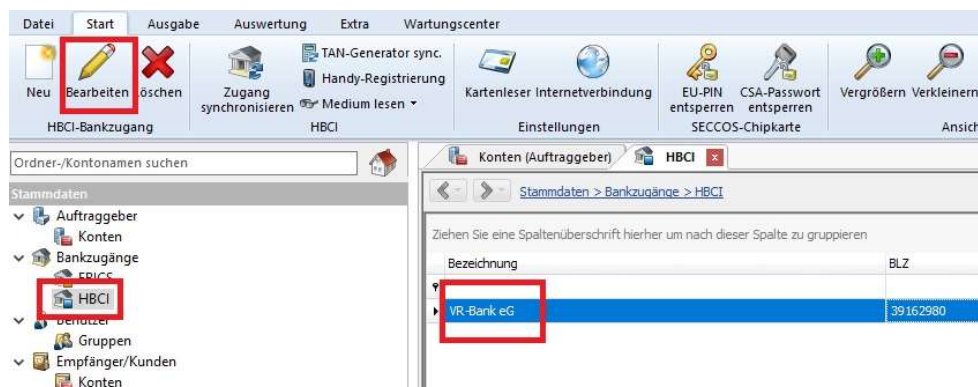 Datei Start Ausgabe Auswertung Extra Wartungscenter
Neu Bearbeiten Löschen
HBCI-Bankzugang
Zugang synchronisieren
TAN-Generator sync.
Handy-Registrierung
Medium lesen
HBCI
Kartenleser Internetverbindung
Einstellungen
EU-PIN entsperren
CSA-Passwort entsperren
SECCOS-Chipkarte
Vergrößern Verkleinern
Ansich
Ordner-/Kontonamen suchen
Stammdaten
Auftraggeber
Konten
Bankzugänge
EBICS
HBCI
Benutzer
Gruppen
Empfänger/Kunden
Konten
Konten (Auftraggeber) HBCI
Stammdaten > Bankzugänge > HBCI
Ziehen Sie eine Spaltenüberschrift hierher um nach dieser Spalte zu gruppieren
Bezeichnung BLZ
VR-Bank eG 39162980